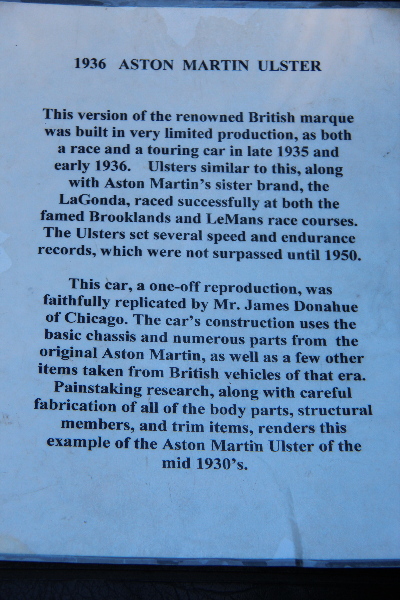 1936 ASTON MARTIN ULSTER
This version of the renowned British marque
was built in very limited production, as both
a race and a touring car in late 1935 and
early 1936. Ulsters similar to this, along
with Aston Martin's sister brand, the
LaGonda, raced successfully at both the
famed Brooklands and LeMans race courses.
The Ulsters set several speed and endurance
records, which were not surpassed until 1950.
This car, a one-off reproduction, was
faithfully replicated by Mr. James Donahue
of Chicago. The car's construction uses the
basic chassis and numerous parts from the
original Aston Martin, as well as a few other
items taken from British vehicles of that era.
Painstaking research, along with careful
fabrication of all of the body parts, structural
members, and trim items, renders this
example of the Aston Martin Ulster of the
mid 1930's.